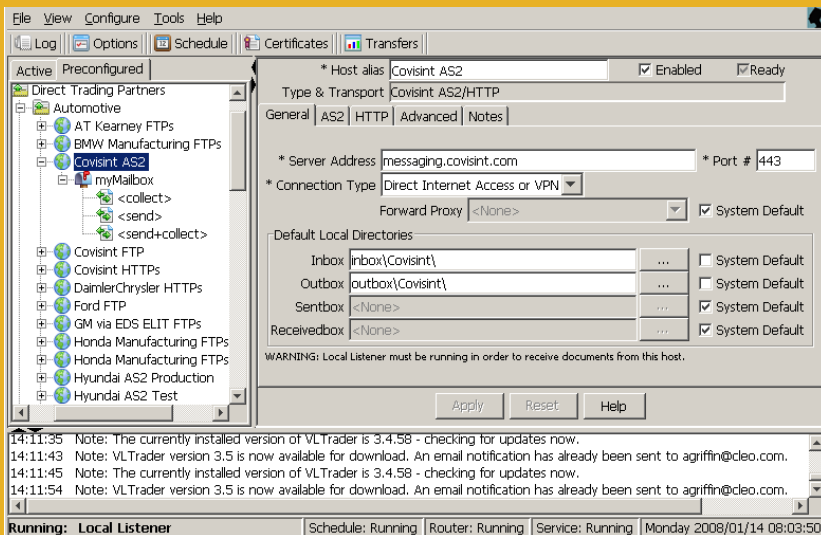 File View Configure Tools Help
Log Options Schedule Certificates Transfers
Active Preconfigured
Direct Trading Partners
Automotive
AT Kearney FTPs
BMW Manufacturing FTPs
Covisint AS2
myMailbox
<collect>
<send>
<send+collect>
Covisint FTP
Covisint HTTPs
DaimlerChrysler HTTPs
Ford FTP
GM via EDS ELIT FTPs
Honda Manufacturing FTPs
Honda Manufacturing FTPs
Hyundai AS2 Production
Hyundai AS2 Test
* Host alias Covisint AS2 Enabled Ready
Type & Transport Covisint AS2/HTTP
General AS2 HTTP Advanced Notes
* Server Address messaging.covisint.com * Port # 443
* Connection Type Direct Internet Access or VPN
Forward Proxy <None> System Default
Default Local Directories
Inbox inbox\Covisint\ ... System Default
Outbox outbox\Covisint\ ... System Default
Sentbox <None> ... System Default
Receivedbox <None> ... System Default
WARNING: Local Listener must be running in order to receive documents from this host.
Apply Reset Help
14:11:35 Note: The currently installed version of VLTrader is 3.4.58 - checking for updates now.
14:11:43 Note: VLTrader version 3.5 is now available for download. An email notification has already been sent to agriffin@cleo.com.
14:11:45 Note: The currently installed version of VLTrader is 3.4.58 - checking for updates now.
14:11:54 Note: VLTrader version 3.5 is now available for download. An email notification has already been sent to agriffin@cleo.com.
Running: Local Listener Schedule: Running Router: Running Service: Running Monday 2008/01/14 08:03:50